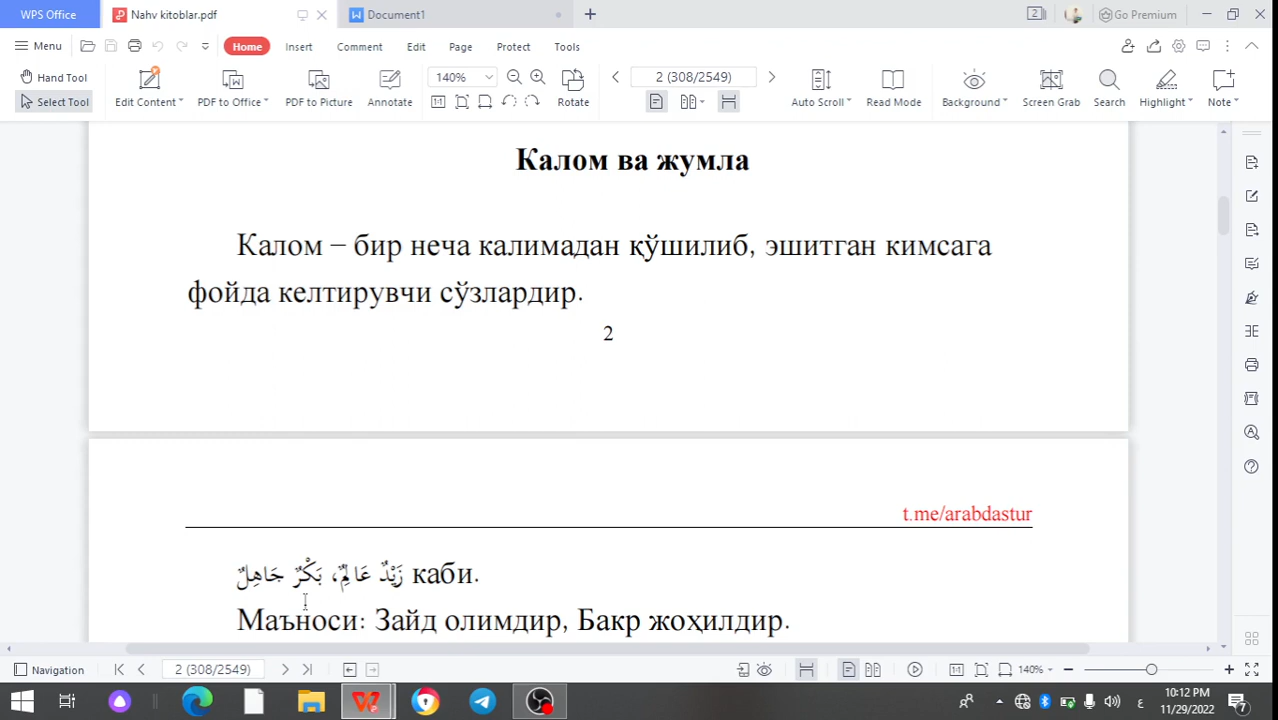 WPS Office
Nahv kitoblar.pdf
Document1
Go Premium
Menu
Home
Insert
Comment
Edit
Page
Protect
Tools
Hand Tool
Select Tool
Edit Content
PDF to Office
PDF to Picture
Annotate
140%
2 (308/2549)
Rotate
Auto Scroll
Read Mode
Background
Screen Grab
Search
Highlight
Note
Калом ва жумла
Калом – бир неча калимадан қўшилиб, эшитган кимсага
фойда келтирувчи сўзлардир.
2
t.me/arabdastur
زَيْدٌ عَالِمٌ، بَكْرٌ جَاهِلٌ каби.
Маъноси: Зайд олимдир, Бакр жоҳилдир.
Navigation
2 (308/2549)
140%
ع
10:12 PM
11/29/2022
7